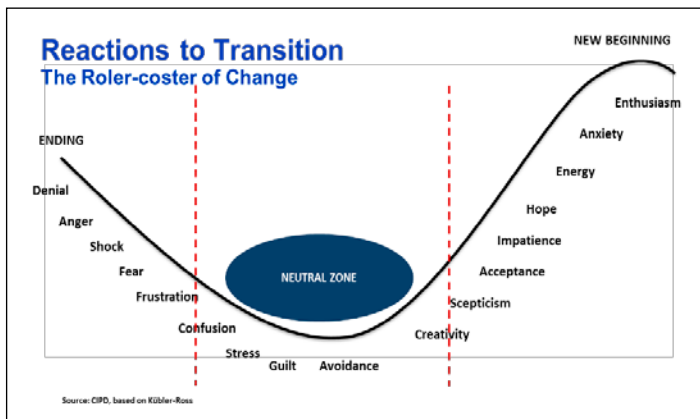 Reactions to Transition
The Roler-coster of Change
NEW BEGINNING
ENDING
Denial
Anger
Shock
Fear
Frustration
Confusion
Stress
Guilt
Avoidance
NEUTRAL ZONE
Creativity
Scepticism
Acceptance
Impatience
Hope
Energy
Anxiety
Enthusiasm
Source: CIPD, based on Kübler-Ross